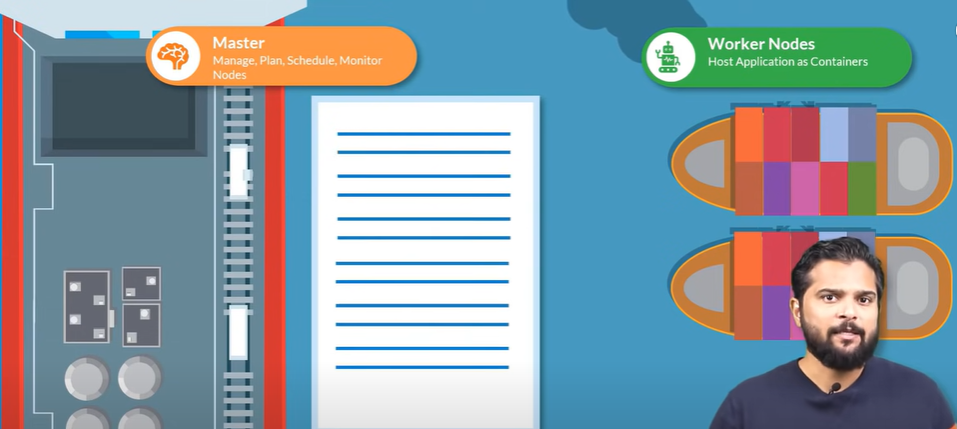 Master
Manage, Plan, Schedule, Monitor
Nodes
Worker Nodes
Host Application as Containers